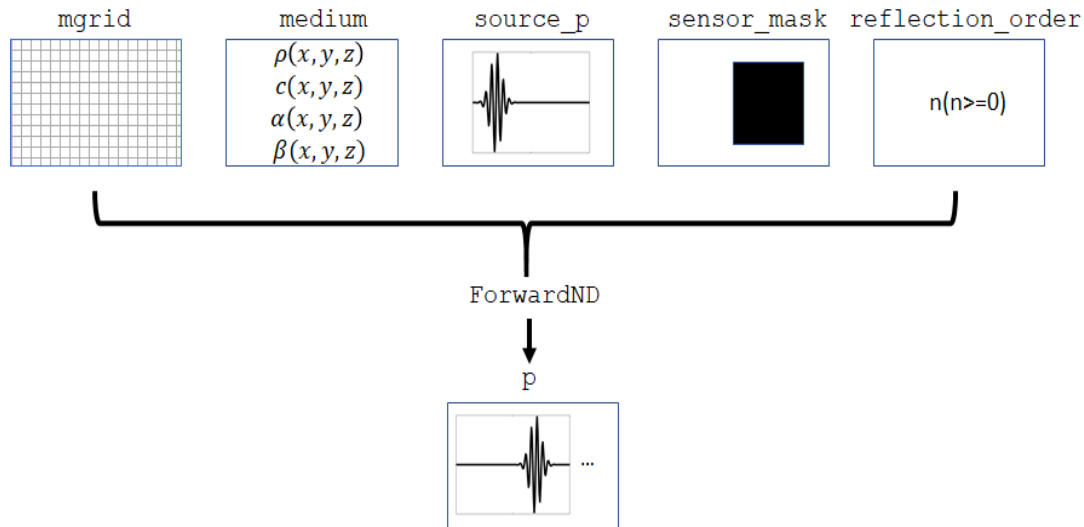 mgrid
medium
source_p
sensor_mask
reflection_order
ρ(x, y, z)
c(x, y, z)
α(x, y, z)
β(x, y, z)
n(n>=0)
ForwardND
p
...